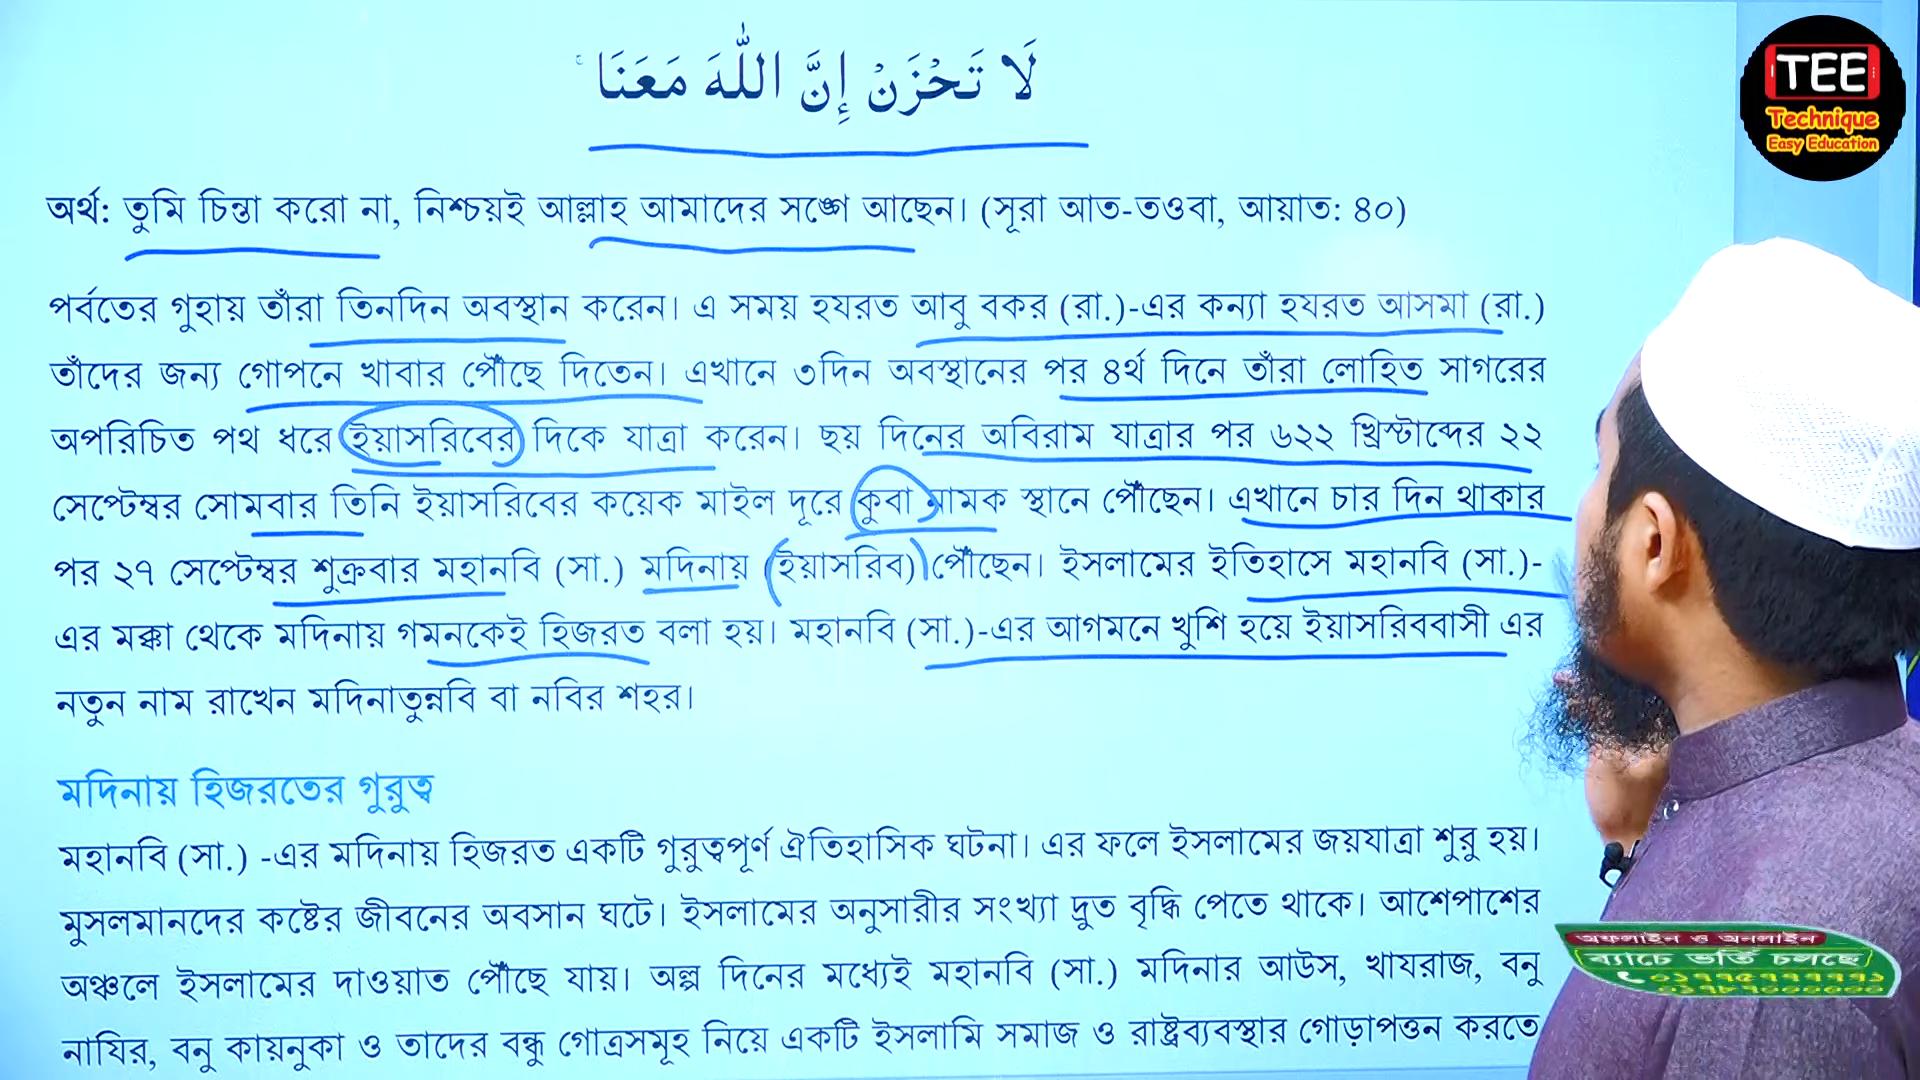 لَا تَحْزَنْ إِنَّ اللّٰهَ مَعَنَا ۚ
TEE
Technique
Easy Education
অর্থ: তুমি চিন্তা করো না, নিশ্চয়ই আল্লাহ আমাদের সঙ্গে আছেন। (সূরা আত-তওবা, আয়াত: ৪০)
পর্বতের গুহায় তাঁরা তিনদিন অবস্থান করেন। এ সময় হযরত আবু বকর (রা.)-এর কন্যা হযরত আসমা (রা.)
তাঁদের জন্য গোপনে খাবার পৌঁছে দিতেন। এখানে ৩দিন অবস্থানের পর ৪র্থ দিনে তাঁরা লোহিত সাগরের
অপরিচিত পথ ধরে ইয়াসরিবের দিকে যাত্রা করেন। ছয় দিনের অবিরাম যাত্রার পর ৬২২ খ্রিস্টাব্দের ২২
সেপ্টেম্বর সোমবার তিনি ইয়াসরিবের কয়েক মাইল দূরে কুবা নামক স্থানে পৌঁছেন। এখানে চার দিন থাকার
পর ২৭ সেপ্টেম্বর শুক্রবার মহানবি (সা.) মদিনায় (ইয়াসরিব) পৌঁছেন। ইসলামের ইতিহাসে মহানবি (সা.)-
এর মক্কা থেকে মদিনায় গমনকেই হিজরত বলা হয়। মহানবি (সা.)-এর আগমনে খুশি হয়ে ইয়াসরিববাসী এর
নতুন নাম রাখেন মদিনাতুন্নবি বা নবির শহর।
মদিনায় হিজরতের গুরুত্ব
মহানবি (সা.) -এর মদিনায় হিজরত একটি গুরুত্বপূর্ণ ঐতিহাসিক ঘটনা। এর ফলে ইসলামের জয়যাত্রা শুরু হয়।
মুসলমানদের কষ্টের জীবনের অবসান ঘটে। ইসলামের অনুসারীর সংখ্যা দ্রুত বৃদ্ধি পেতে থাকে। আশেপাশের
অঞ্চলে ইসলামের দাওয়াত পৌঁছে যায়। অল্প দিনের মধ্যেই মহানবি (সা.) মদিনার আউস, খাযরাজ, বনু
নাযির, বনু কায়নুকা ও তাদের বন্ধু গোত্রসমূহ নিয়ে একটি ইসলামি সমাজ ও রাষ্ট্রব্যবস্থার গোড়াপত্তন করতে
অফলাইন ও অনলাইন
ব্যাচে ভর্তি চলছে